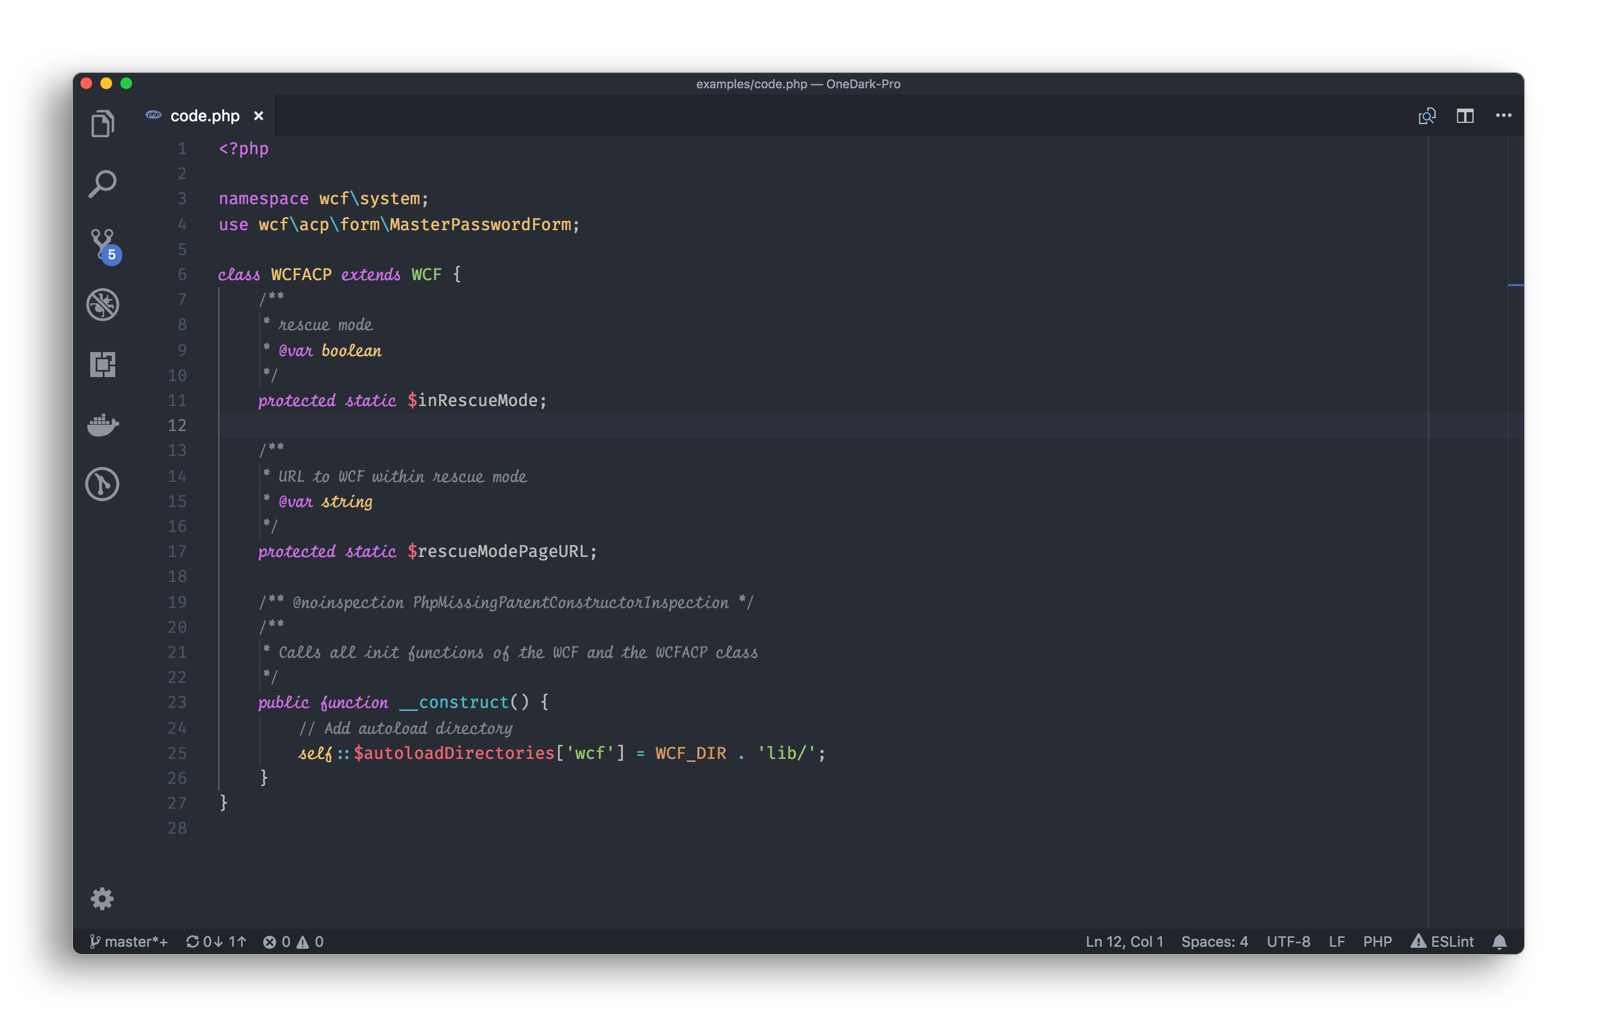 examples/code.php — OneDark-Pro
php code.php ×
1 <?php
2
3 namespace wcf\system;
4 use wcf\acp\form\MasterPasswordForm;
5
6 class WCFACP extends WCF {
7 /**
8 * rescue mode
9 * @var boolean
10 */
11 protected static $inRescueMode;
12
13 /**
14 * URL to WCF within rescue mode
15 * @var string
16 */
17 protected static $rescueModePageURL;
18
19 /** @noinspection PhpMissingParentConstructorInspection */
20 /**
21 * Calls all init functions of the WCF and the WCFACP class
22 */
23 public function __construct() {
24 // Add autoload directory
25 self::$autoloadDirectories['wcf'] = WCF_DIR . 'lib/';
26 }
27 }
28
5
master*+ 0↓ 1↑ 0 0 Ln 12, Col 1 Spaces: 4 UTF-8 LF PHP ESLint